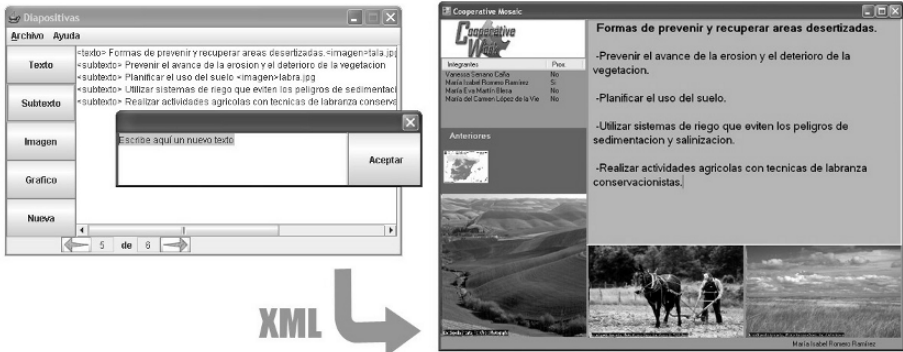 Diapositivas
Archivo Ayuda
Texto
Subtexto
Imagen
Grafico
Nueva
<texto> Formas de prevenir y recuperar areas desertizadas.<imagen>tala.jpg
<subtexto> Prevenir el avance de la erosion y el deterioro de la vegetacion
<subtexto> Planificar el uso del suelo <imagen>labra.jpg
<subtexto> Utilizar sistemas de riego que eviten los peligros de sedimentaci
<subtexto> Realizar actividades agricolas con tecnicas de labranza conserva
Escribe aquí un nuevo texto
Aceptar
5 de 6
XML
Cooperative Mosaic
Cooperative
Week
Integrantes Prox.
Vanessa Serrano Caña No
María Isabel Romero Ramírez Si
María Eva Martín Blesa No
María del Carmen López de la Vie No
Anteriores
Formas de prevenir y recuperar areas desertizadas.
-Prevenir el avance de la erosion y el deterioro de la
vegetacion.
-Planificar el uso del suelo.
-Utilizar sistemas de riego que eviten los peligros de
sedimentacion y salinizacion.
-Realizar actividades agricolas con tecnicas de labranza
conservacionistas.
María Isabel Romero Ramírez